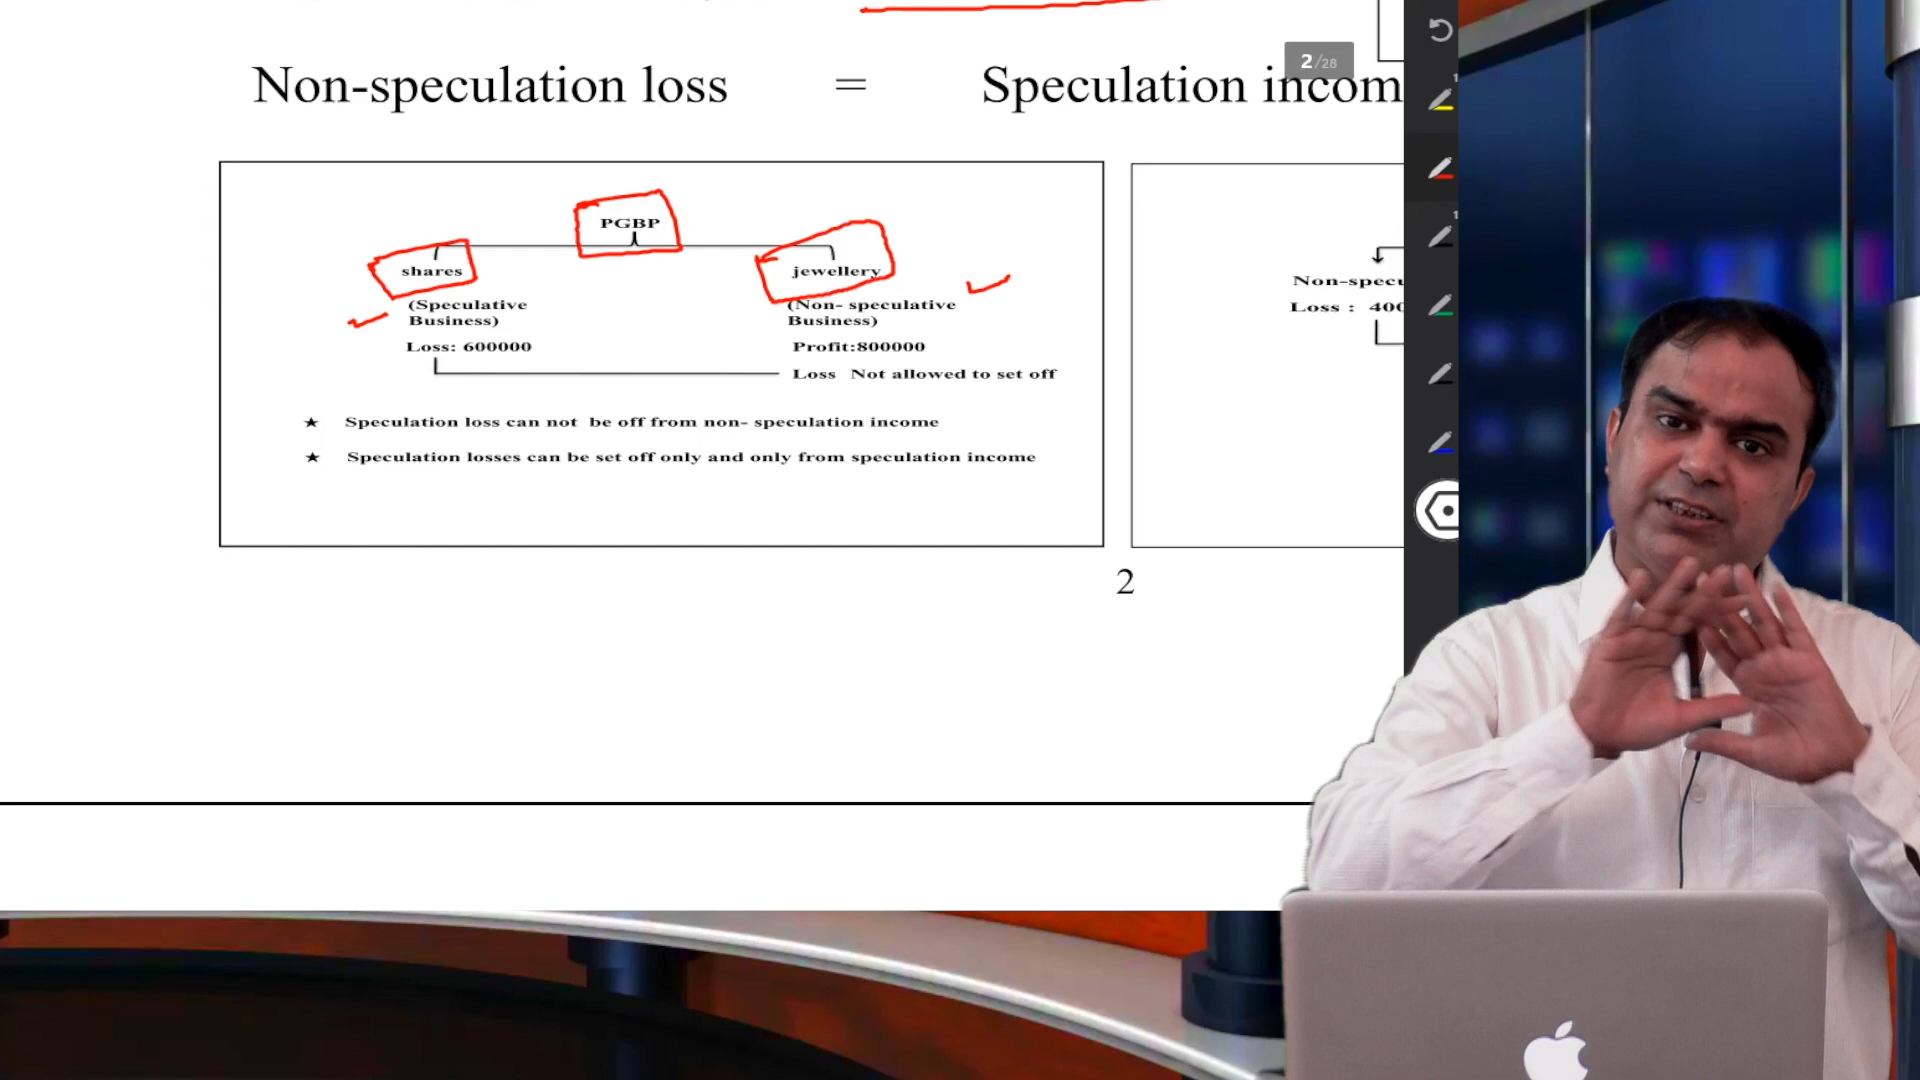 2/28
Non-speculation loss = Speculation incom
PGBP
shares jewellery
(Speculative Business) (Non- speculative Business)
Loss: 600000 Profit:800000
Loss Not allowed to set off
★ Speculation loss can not be off from non- speculation income
★ Speculation losses can be set off only and only from speculation income
Non-specu
Loss : 400
2